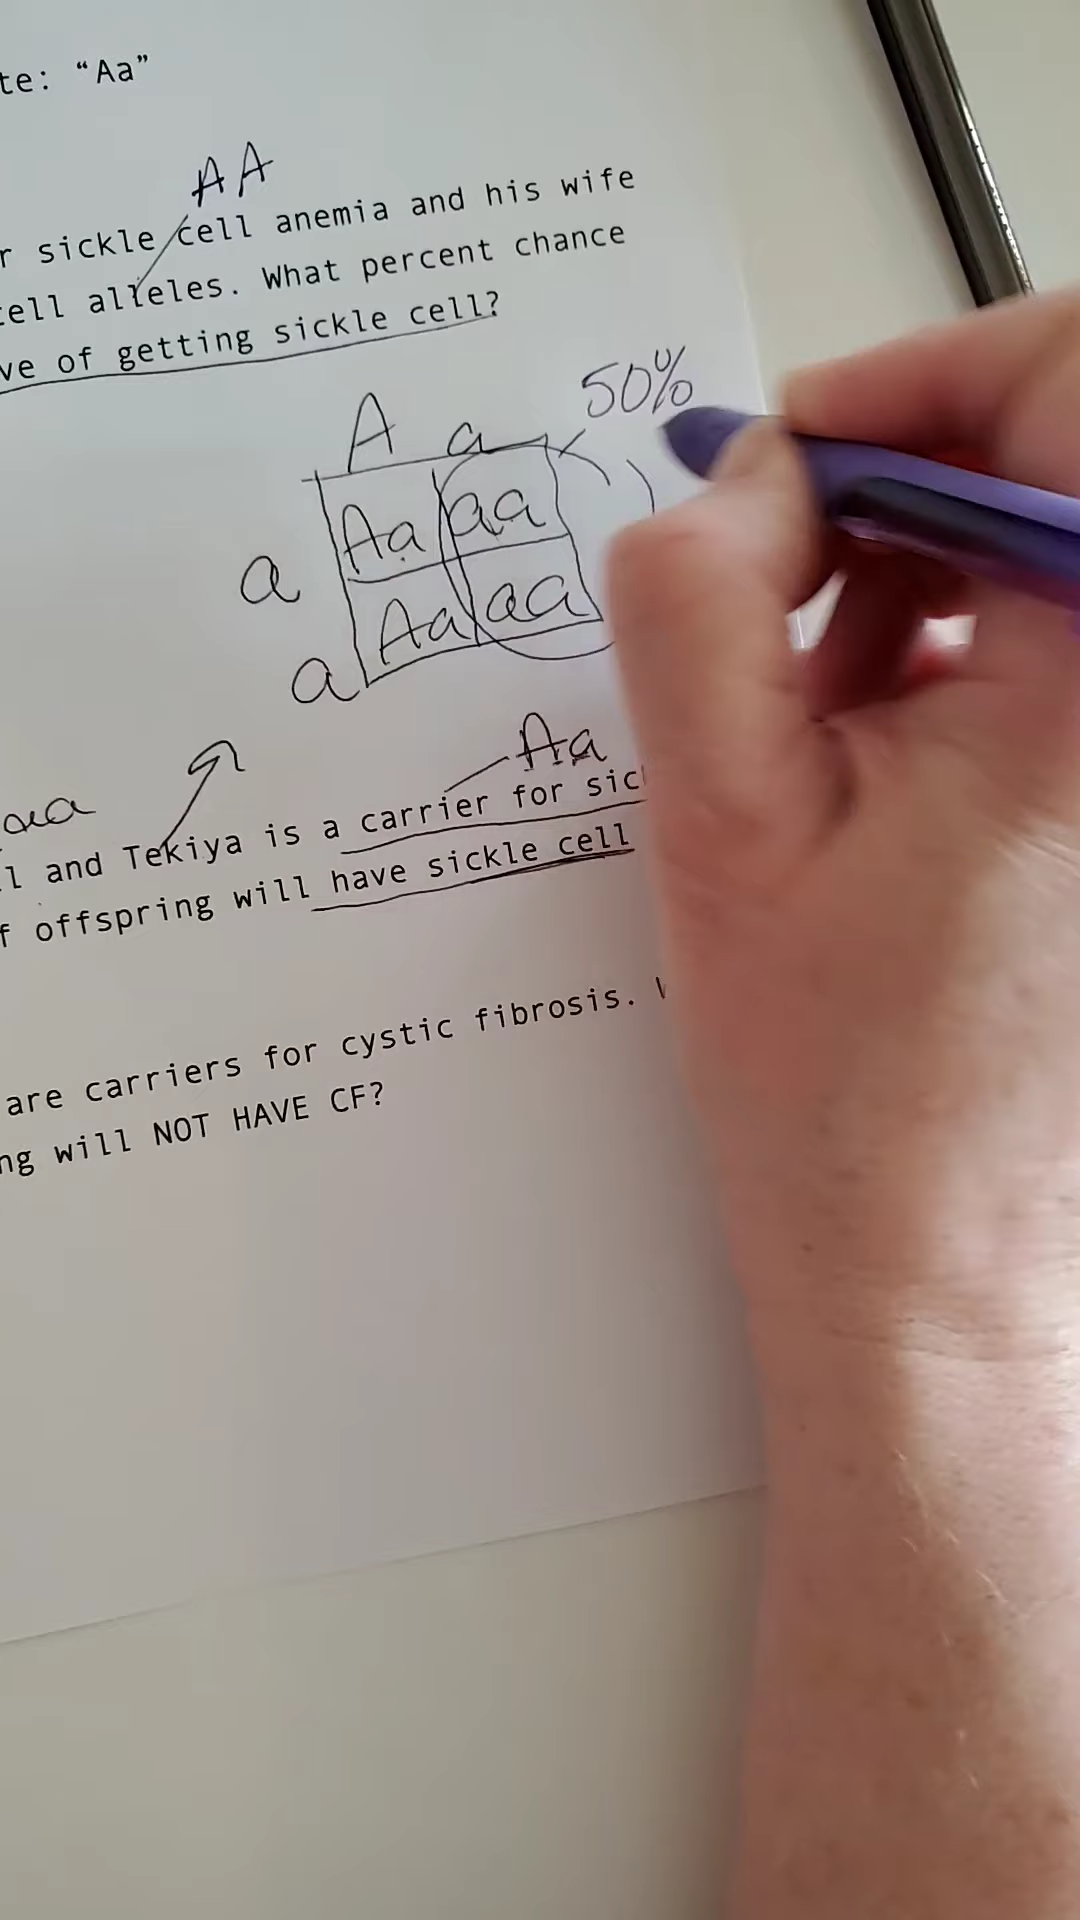 te: “Aa”
AA
r sickle cell anemia and his wife
cell alleles. What percent chance
ve of getting sickle cell?
50%
A a
a Aa aa
a Aa aa
Aa
aa
l and Tekiya is a carrier for
f offspring will have sickle cell
are carriers for cystic fibrosis.
ng will NOT HAVE CF?